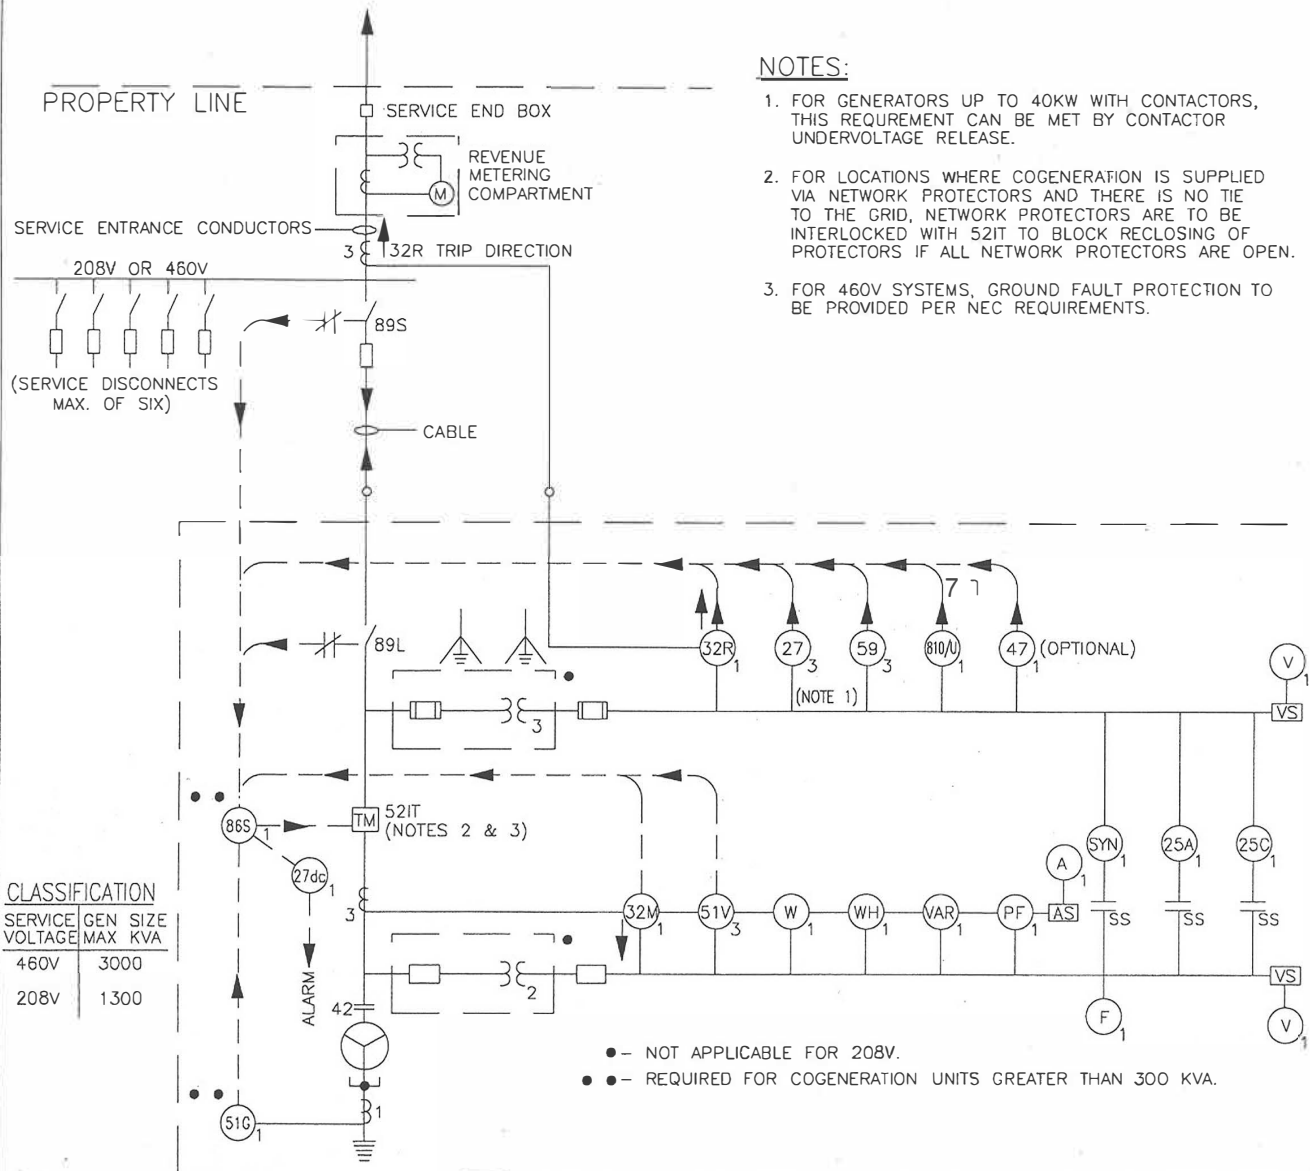 PROPERTY LINE
SERVICE END BOX
REVENUE
METERING
COMPARTMENT
M
SERVICE ENTRANCE CONDUCTORS
3
32R TRIP DIRECTION
208V OR 460V
89S
(SERVICE DISCONNECTS
MAX. OF SIX)
CABLE
NOTES:
1. FOR GENERATORS UP TO 40KW WITH CONTACTORS,
THIS REQUREMENT CAN BE MET BY CONTACTOR
UNDERVOLTAGE RELEASE.
2. FOR LOCATIONS WHERE COGENERATION IS SUPPLIED
VIA NETWORK PROTECTORS AND THERE IS NO TIE
TO THE GRID, NETWORK PROTECTORS ARE TO BE
INTERLOCKED WITH 52IT TO BLOCK RECLOSING OF
PROTECTORS IF ALL NETWORK PROTECTORS ARE OPEN.
3. FOR 460V SYSTEMS, GROUND FAULT PROTECTION TO
BE PROVIDED PER NEC REQUIREMENTS.
7
89L
32R 1
27 3
59 3
81O/U 1
47 1 (OPTIONAL)
V 1
(NOTE 1)
3
VS
86S 1
TM
52IT
(NOTES 2 & 3)
27dc 1
SYN 1
25A 1
25C 1
A 1
3
32M 1
51V 3
W 1
WH 1
VAR 1
PF 1
AS
SS
SS
SS
CLASSIFICATION
SERVICE VOLTAGE GEN SIZE MAX KVA
460V 3000
208V 1300
ALARM
2
VS
42
F 1
V 1
● - NOT APPLICABLE FOR 208V.
● ● - REQUIRED FOR COGENERATION UNITS GREATER THAN 300 KVA.
51G 1
1